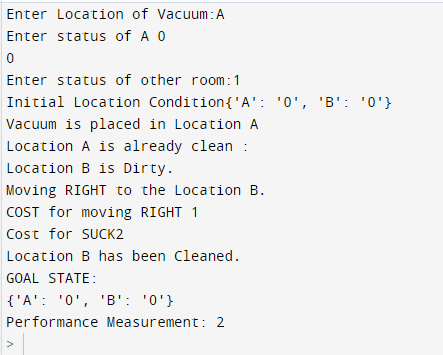 Enter Location of Vacuum:A
Enter status of A 0
0
Enter status of other room:1
Initial Location Condition{'A': '0', 'B': '0'}
Vacuum is placed in Location A
Location A is already clean :
Location B is Dirty.
Moving RIGHT to the Location B.
COST for moving RIGHT 1
Cost for SUCK2
Location B has been Cleaned.
GOAL STATE:
{'A': '0', 'B': '0'}
Performance Measurement: 2
>